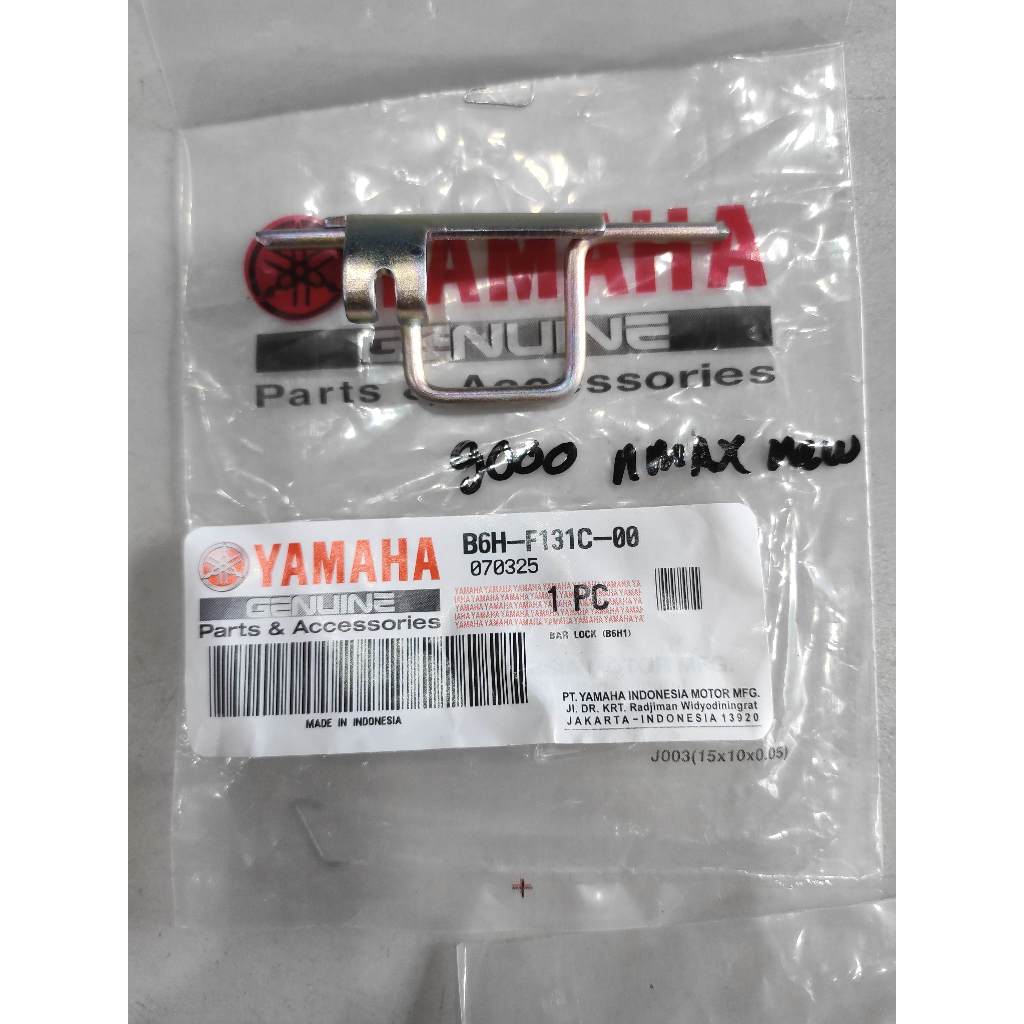 YAMAHA
GENUINE
Parts & Accessories
9000 NMAX New
YAMAHA
GENUINE
Parts & Accessories
B6H-F131C-00
070325
1 PC
BAR LOCK (B6H1)
MADE IN INDONESIA
PT. YAMAHA INDONESIA MOTOR MFG.
Jl. DR. KRT. Radjiman Widyodiningrat
JAKARTA-INDONESIA 13920
J003(15x10x0.05)